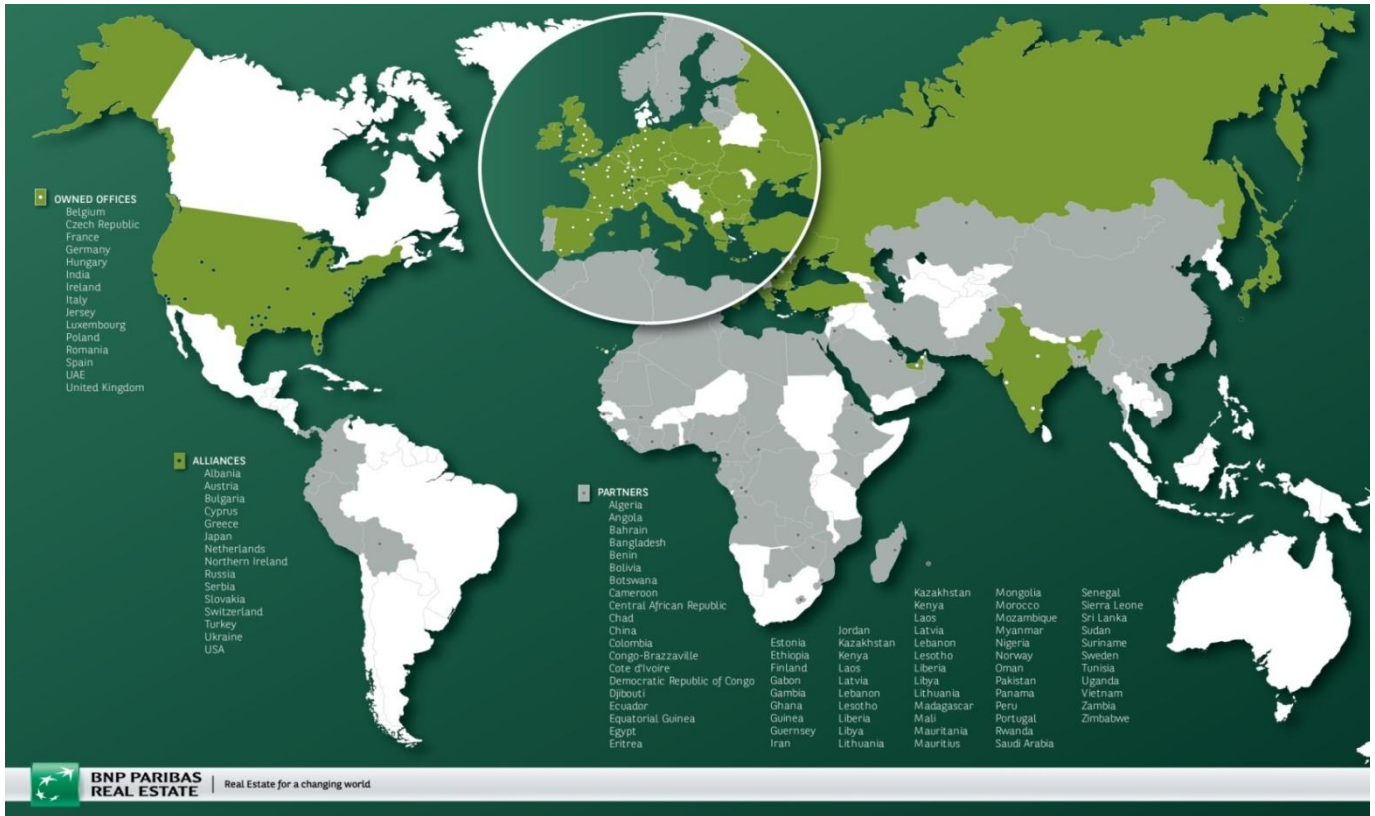 OWNED OFFICES
Belgium
Czech Republic
France
Germany
Hungary
India
Ireland
Italy
Jersey
Luxembourg
Poland
Romania
Spain
UAE
United Kingdom
ALLIANCES
Albania
Austria
Bulgaria
Cyprus
Greece
Japan
Netherlands
Northern Ireland
Russia
Serbia
Slovakia
Switzerland
Turkey
Ukraine
USA
PARTNERS
Algeria
Angola
Bahrain
Bangladesh
Benin
Bolivia
Botswana
Cameroon
Central African Republic
Chad
China
Colombia
Congo-Brazzaville
Cote d'Ivoire
Democratic Republic of Congo
Djibouti
Ecuador
Equatorial Guinea
Egypt
Eritrea
Estonia
Ethiopia
Finland
Gabon
Gambia
Ghana
Guinea
Guernsey
Iran
Jordan
Kazakhstan
Kenya
Laos
Latvia
Lebanon
Lesotho
Liberia
Libya
Lithuania
Kazakhstan
Kenya
Laos
Latvia
Lebanon
Lesotho
Liberia
Libya
Lithuania
Madagascar
Mali
Mauritania
Mauritius
Mongolia
Morocco
Mozambique
Myanmar
Nigeria
Norway
Oman
Pakistan
Panama
Peru
Portugal
Rwanda
Saudi Arabia
Senegal
Sierra Leone
Sri Lanka
Sudan
Suriname
Sweden
Tunisia
Uganda
Vietnam
Zambia
Zimbabwe
BNP PARIBAS
REAL ESTATE
Real Estate for a changing world